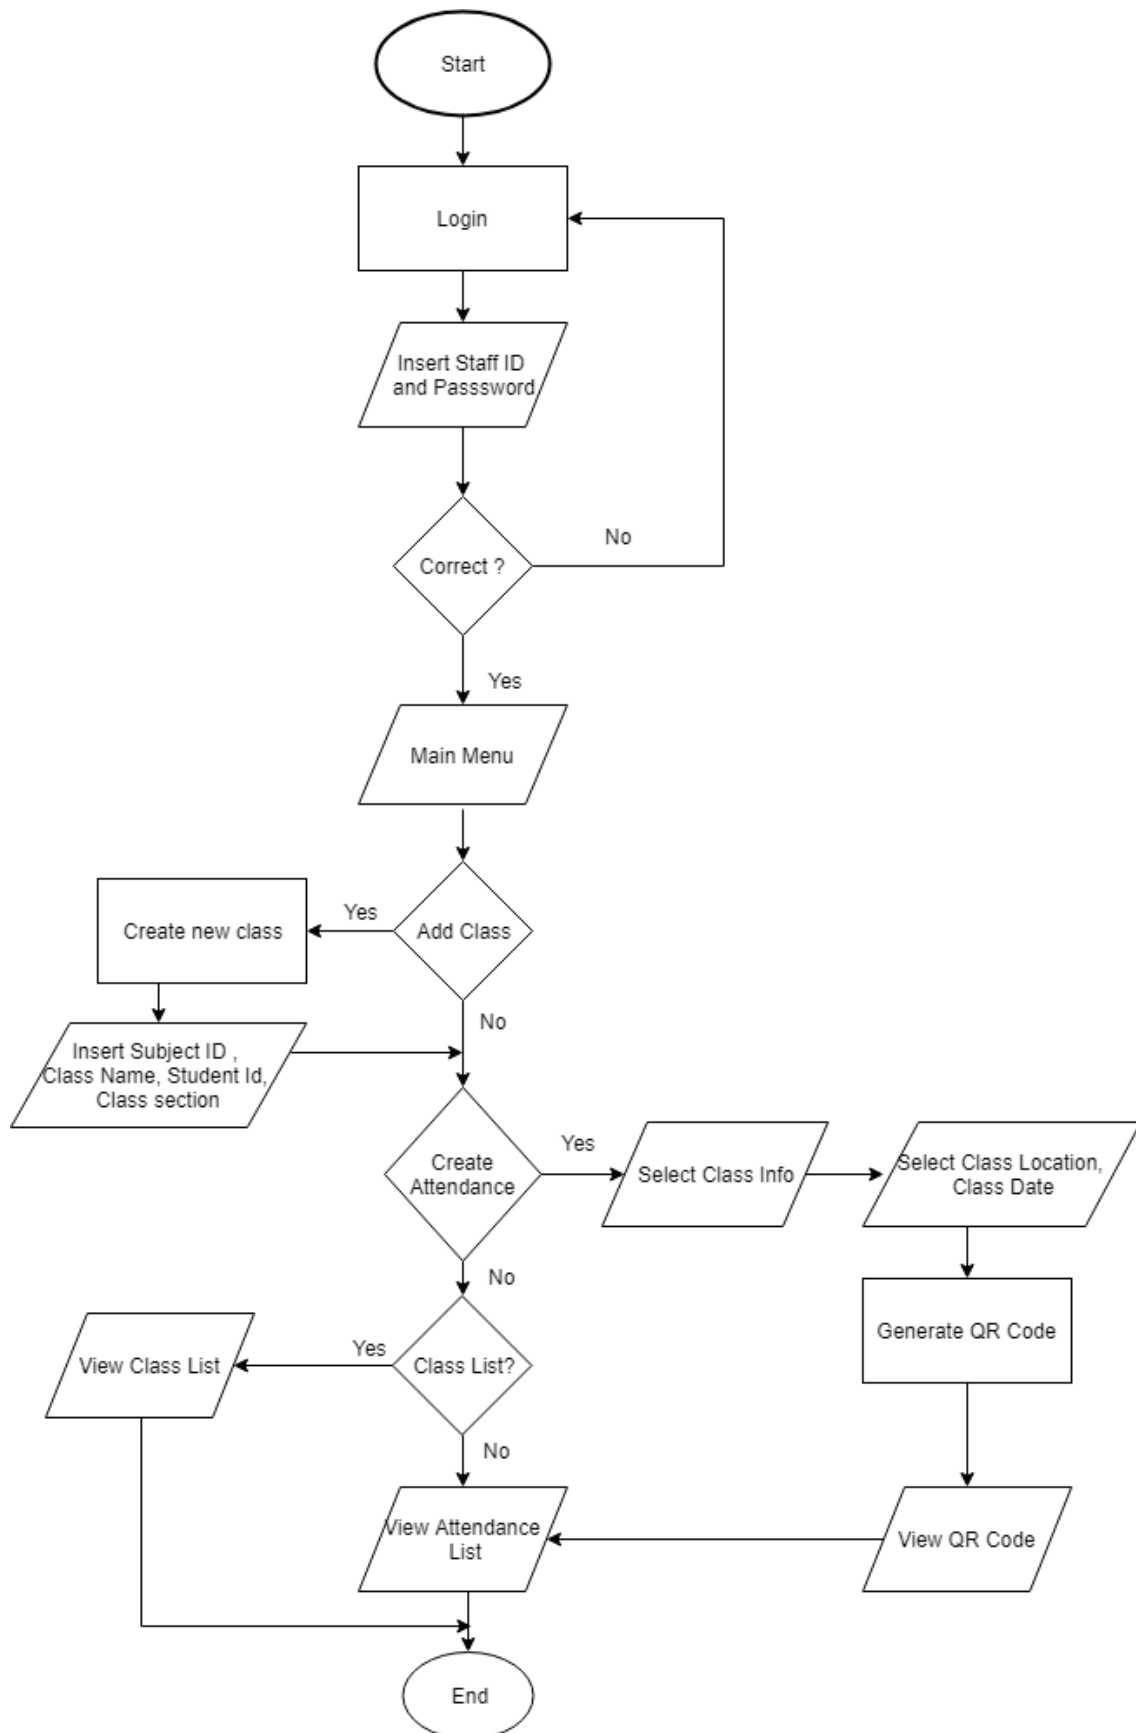 Start
Login
Insert Staff ID
and Passsword
Correct ?
No
Yes
Main Menu
Add Class
Yes
Create new class
No
Insert Subject ID ,
Class Name, Student Id,
Class section
Create
Attendance
Yes
Select Class Info
Select Class Location,
Class Date
No
Generate QR Code
Class List?
Yes
View Class List
No
View Attendance
List
View QR Code
End